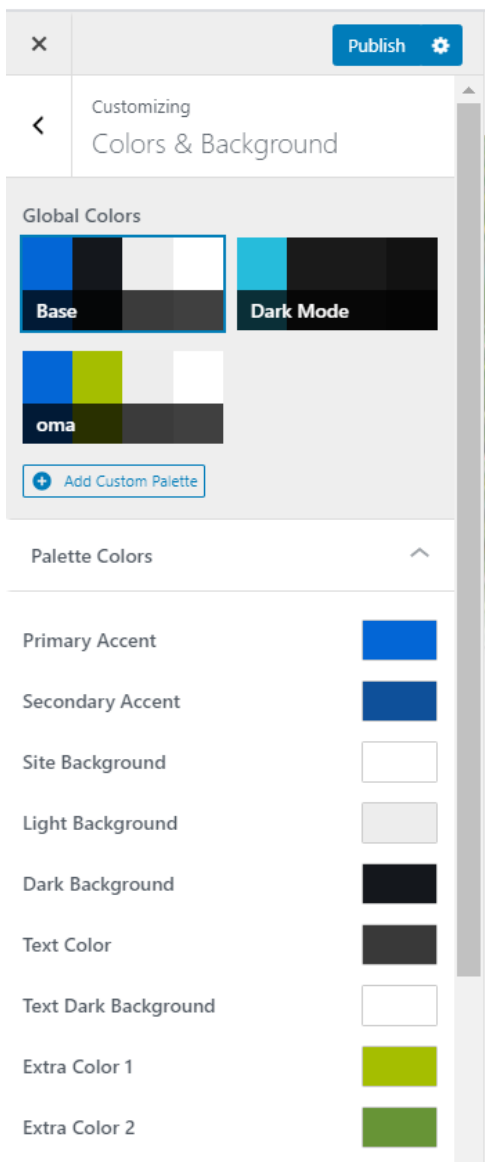 Publish
Customizing
Colors & Background
Global Colors
Base
Dark Mode
oma
Add Custom Palette
Palette Colors
Primary Accent
Secondary Accent
Site Background
Light Background
Dark Background
Text Color
Text Dark Background
Extra Color 1
Extra Color 2